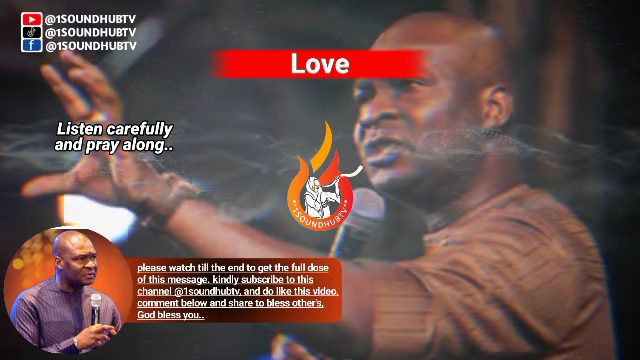 @1SOUNDHUBTV
@1SOUNDHUBTV
@1SOUNDHUBTV
Love
Listen carefully
and pray along..
1SOUNDHUBTV
please watch till the end to get the full dose
of this message, kindly subscribe to this
channel @1soundhubtv, and do like this video,
comment below and share to bless other's,
God bless you..